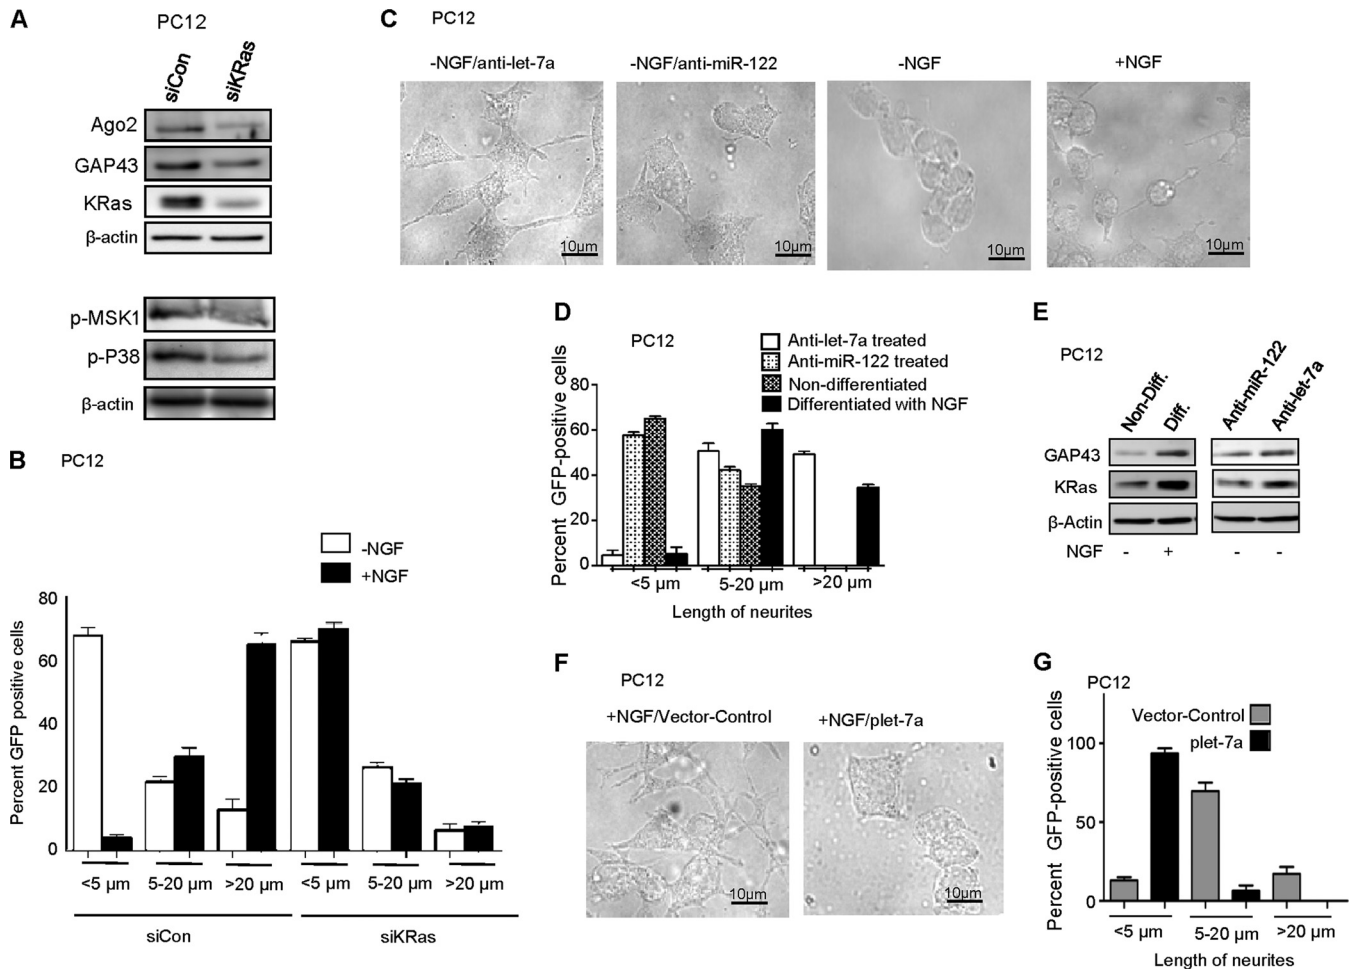 A
PC12
siCon
siKRas
Ago2
GAP43
KRas
β-actin
p-MSK1
p-P38
β-actin
B
PC12
-NGF
+NGF
Percent GFP positive cells
80
60
40
20
0
<5 μm
5-20 μm
>20 μm
<5 μm
5-20 μm
>20 μm
siCon
siKRas
C
PC12
-NGF/anti-let-7a
-NGF/anti-miR-122
-NGF
+NGF
10μm
10μm
10μm
10μm
D
PC12
Anti-let-7a treated
Anti-miR-122 treated
Non-differentiated
Differentiated with NGF
Percent GFP-positive cells
80
60
40
20
0
<5 μm
5-20 μm
>20 μm
Length of neurites
E
PC12
Non-Diff.
Diff.
Anti-miR-122
Anti-let-7a
GAP43
KRas
β-Actin
NGF - + - -
F
PC12
+NGF/Vector-Control
+NGF/plet-7a
10μm
10μm
G
PC12
Vector-Control
plet-7a
Percent GFP-positive cells
100
50
0
<5 μm
5-20 μm
>20 μm
Length of neurites